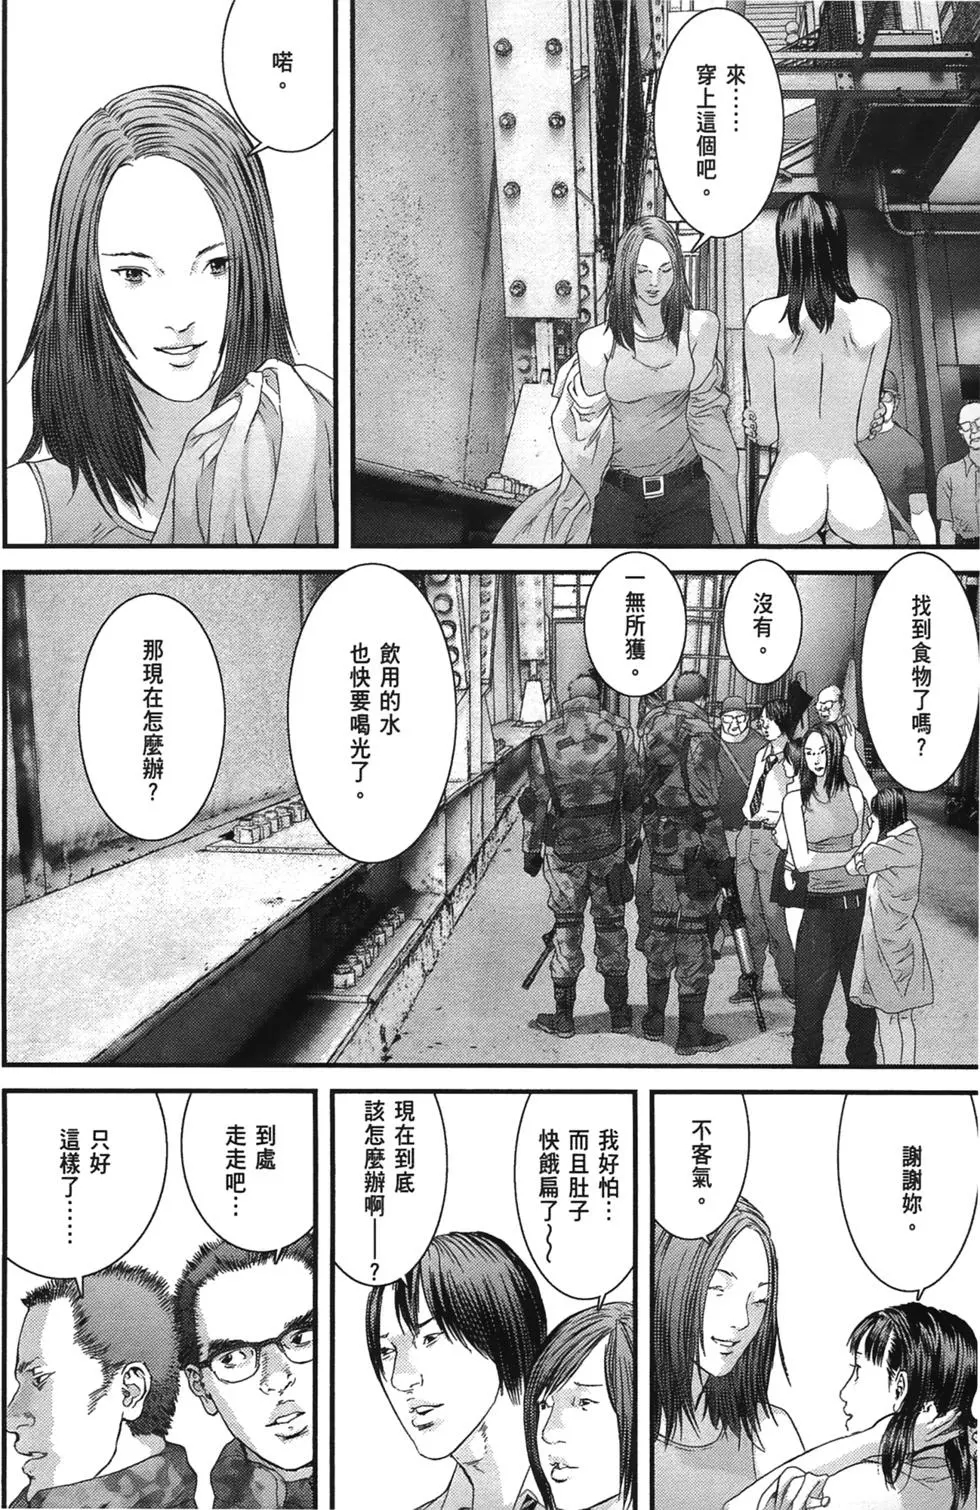 來……
穿上這個吧。
喏。
找到食物了嗎？
沒有。
一無所獲。
飲用的水
也快要喝光了。
那現在怎麼辦？
謝謝妳。
不客氣。
我好怕…
而且肚子
快餓扁了～
現在到底
該怎麼辦啊——？
到處
走走吧…
只好
這樣了……